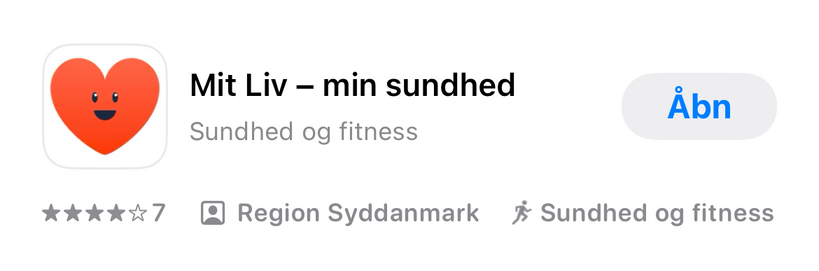 Mit Liv – min sundhed
Sundhed og fitness
Åbn
★★★★☆ 7 Region Syddanmark Sundhed og fitness